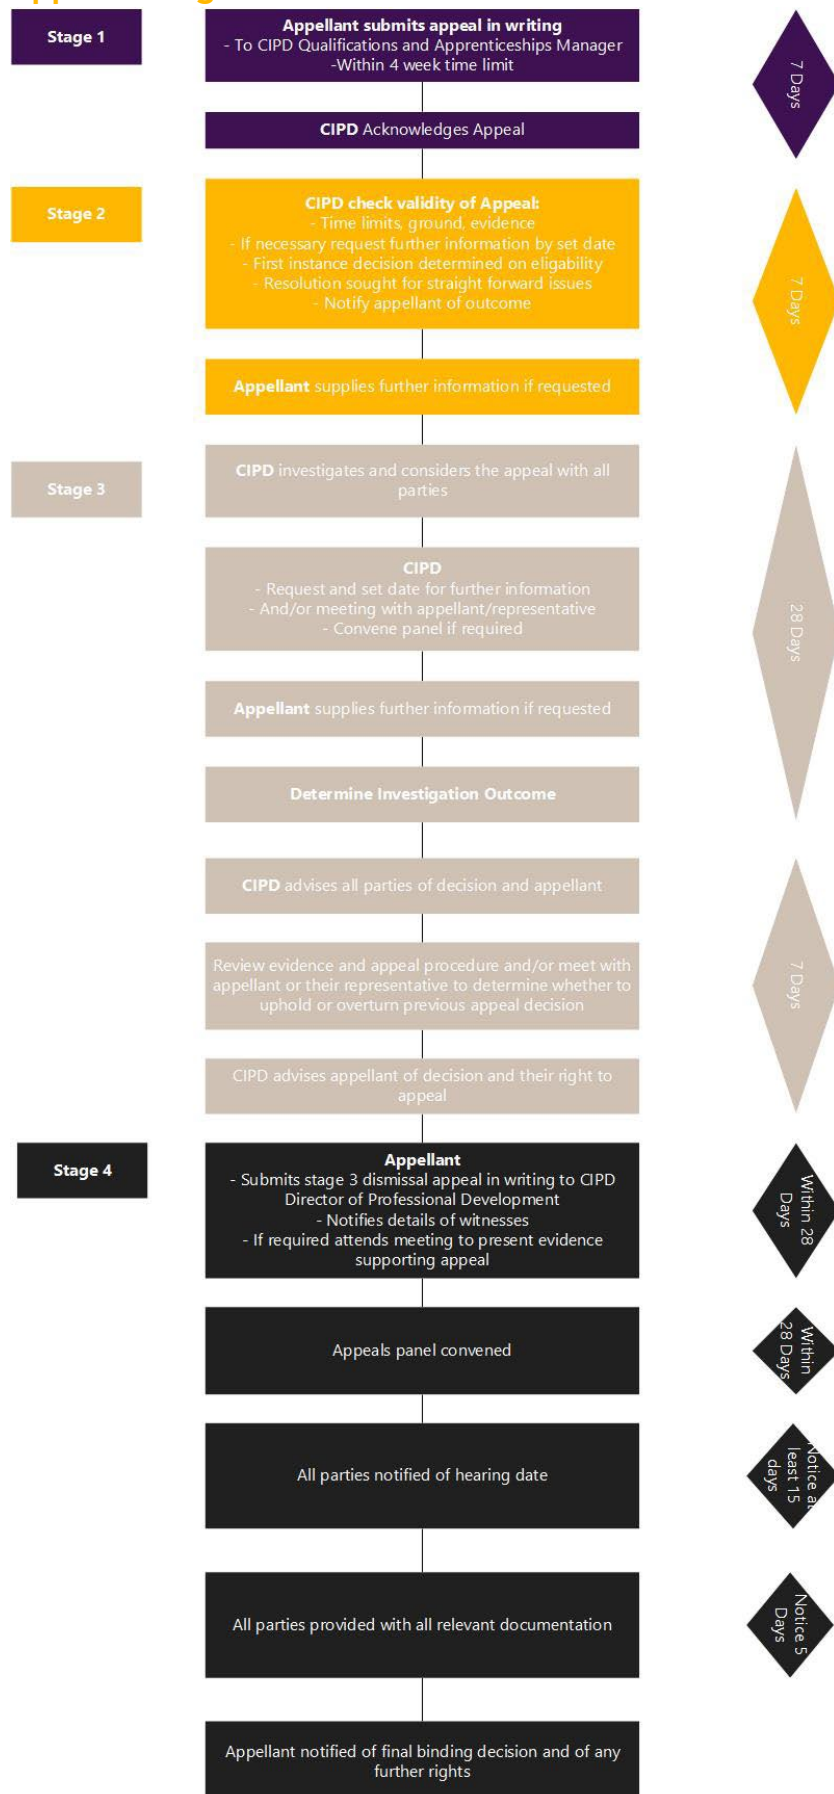 Stage 1
Appellant submits appeal in writing
- To CIPD Qualifications and Apprenticeships Manager
-Within 4 week time limit
7 Days
CIPD Acknowledges Appeal
Stage 2
CIPD check validity of Appeal:
- Time limits, ground, evidence
- If necessary request further information by set date
- First instance decision determined on eligability
- Resolution sought for straight forward issues
- Notify appellant of outcome
7 Days
Appellant supplies further information if requested
Stage 3
CIPD investigates and considers the appeal with all
parties
CIPD
- Request and set date for further information
- And/or meeting with appellant/representative
- Convene panel if required
28 Days
Appellant supplies further information if requested
Determine Investigation Outcome
CIPD advises all parties of decision and appellant
Review evidence and appeal procedure and/or meet with
appellant or their representative to determine whether to
uphold or overturn previous appeal decision
7 Days
CIPD advises appellant of decision and their right to
appeal
Stage 4
Appellant
- Submits stage 3 dismissal appeal in writing to CIPD
Director of Professional Development
- Notifies details of witnesses
- If required attends meeting to present evidence
supporting appeal
Within 28
Days
Appeals panel convened
Within
28 Days
All parties notified of hearing date
Notice at
least 15
days
All parties provided with all relevant documentation
Notice 5
Days
Appellant notified of final binding decision and of any
further rights